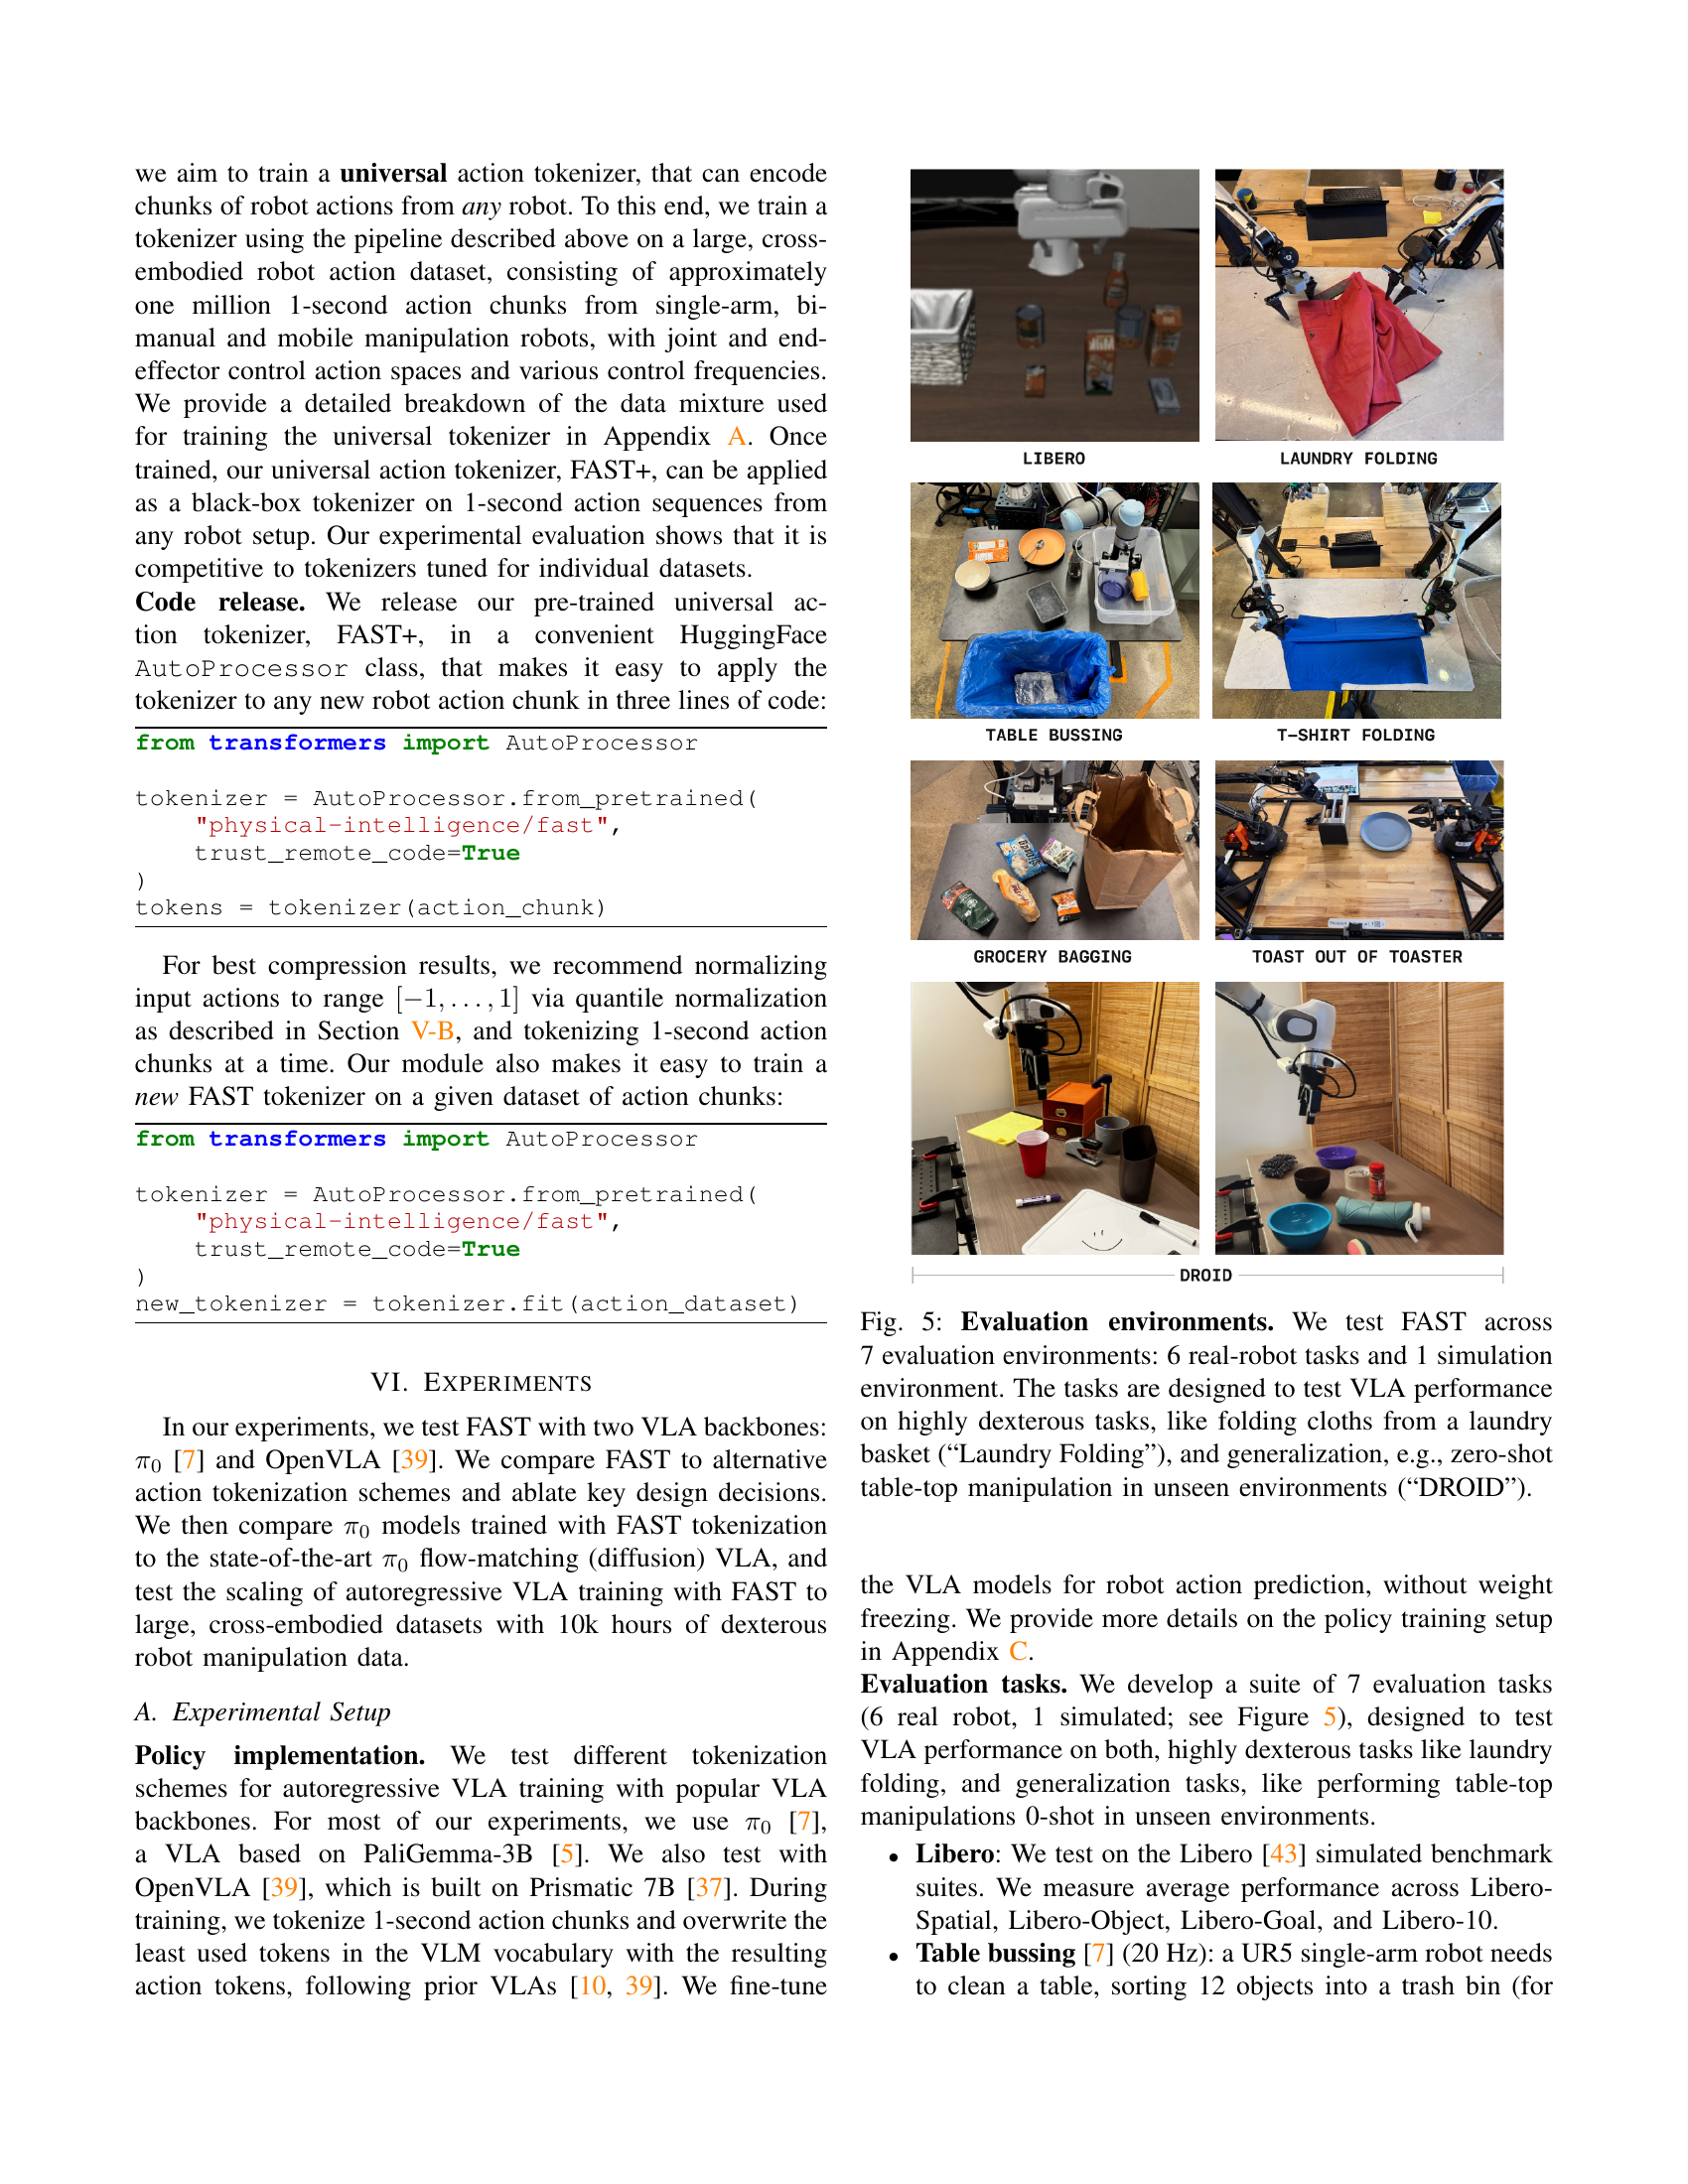 we aim to train a universal action tokenizer, that can encode
chunks of robot actions from any robot. To this end, we train a
tokenizer using the pipeline described above on a large, cross-
embodied robot action dataset, consisting of approximately
one million 1-second action chunks from single-arm, bi-
manual and mobile manipulation robots, with joint and end-
effector control action spaces and various control frequencies.
We provide a detailed breakdown of the data mixture used
for training the universal tokenizer in Appendix A. Once
trained, our universal action tokenizer, FAST+, can be applied
as a black-box tokenizer on 1-second action sequences from
any robot setup. Our experimental evaluation shows that it is
competitive to tokenizers tuned for individual datasets.
Code release. We release our pre-trained universal ac-
tion tokenizer, FAST+, in a convenient HuggingFace
AutoProcessor class, that makes it easy to apply the
tokenizer to any new robot action chunk in three lines of code:
from transformers import AutoProcessor
tokenizer = AutoProcessor.from_pretrained(
"physical-intelligence/fast",
trust_remote_code=True
)
tokens = tokenizer(action_chunk)
For best compression results, we recommend normalizing
input actions to range [−1, . . . , 1] via quantile normalization
as described in Section V-B, and tokenizing 1-second action
chunks at a time. Our module also makes it easy to train a
new FAST tokenizer on a given dataset of action chunks:
from transformers import AutoProcessor
tokenizer = AutoProcessor.from_pretrained(
"physical-intelligence/fast",
trust_remote_code=True
)
new_tokenizer = tokenizer.fit(action_dataset)
VI. EXPERIMENTS
In our experiments, we test FAST with two VLA backbones:
π0 [7] and OpenVLA [39]. We compare FAST to alternative
action tokenization schemes and ablate key design decisions.
We then compare π0 models trained with FAST tokenization
to the state-of-the-art π0 flow-matching (diffusion) VLA, and
test the scaling of autoregressive VLA training with FAST to
large, cross-embodied datasets with 10k hours of dexterous
robot manipulation data.
A. Experimental Setup
Policy implementation. We test different tokenization
schemes for autoregressive VLA training with popular VLA
backbones. For most of our experiments, we use π0 [7],
a VLA based on PaliGemma-3B [5]. We also test with
OpenVLA [39], which is built on Prismatic 7B [37]. During
training, we tokenize 1-second action chunks and overwrite the
least used tokens in the VLM vocabulary with the resulting
action tokens, following prior VLAs [10, 39]. We fine-tune
LIBERO
LAUNDRY FOLDING
TABLE BUSSING
T-SHIRT FOLDING
GROCERY BAGGING
TOAST OUT OF TOASTER
DROID
Fig. 5: Evaluation environments. We test FAST across
7 evaluation environments: 6 real-robot tasks and 1 simulation
environment. The tasks are designed to test VLA performance
on highly dexterous tasks, like folding cloths from a laundry
basket (“Laundry Folding”), and generalization, e.g., zero-shot
table-top manipulation in unseen environments (“DROID”).
the VLA models for robot action prediction, without weight
freezing. We provide more details on the policy training setup
in Appendix C.
Evaluation tasks. We develop a suite of 7 evaluation tasks
(6 real robot, 1 simulated; see Figure 5), designed to test
VLA performance on both, highly dexterous tasks like laundry
folding, and generalization tasks, like performing table-top
manipulations 0-shot in unseen environments.
• Libero: We test on the Libero [43] simulated benchmark
suites. We measure average performance across Libero-
Spatial, Libero-Object, Libero-Goal, and Libero-10.
• Table bussing [7] (20 Hz): a UR5 single-arm robot needs
to clean a table, sorting 12 objects into a trash bin (for